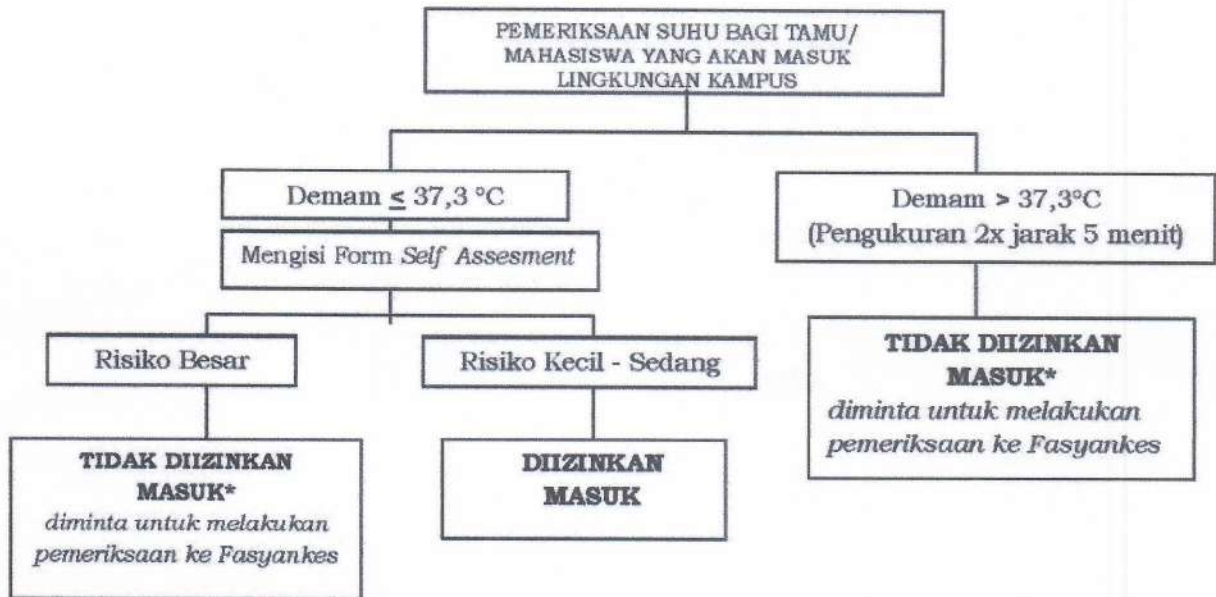 PEMERIKSAAN SUHU BAGI TAMU/
MAHASISWA YANG AKAN MASUK
LINGKUNGAN KAMPUS
Demam ≤ 37,3 °C
Mengisi Form Self Assesment
Demam > 37,3°C
(Pengukuran 2x jarak 5 menit)
Risiko Besar
Risiko Kecil - Sedang
TIDAK DIIZINKAN
MASUK*
diminta untuk melakukan
pemeriksaan ke Fasyankes
DIIZINKAN
MASUK
TIDAK DIIZINKAN
MASUK*
diminta untuk melakukan
pemeriksaan ke Fasyankes